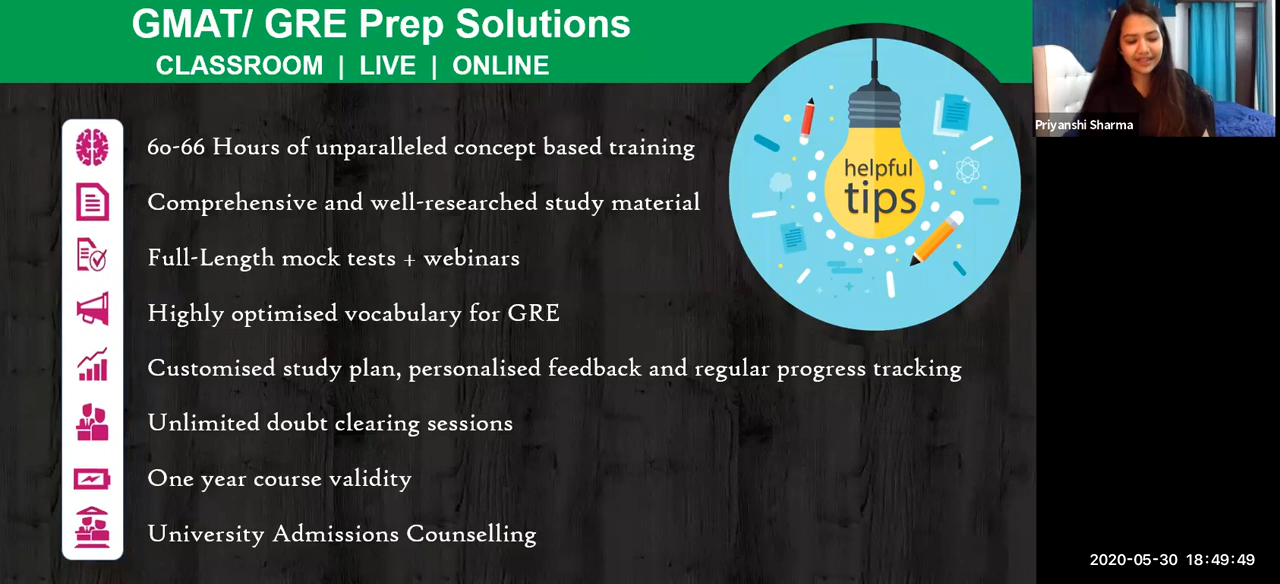 GMAT/ GRE Prep Solutions
CLASSROOM | LIVE | ONLINE
60-66 Hours of unparalleled concept based training
Comprehensive and well-researched study material
Full-Length mock tests + webinars
Highly optimised vocabulary for GRE
Customised study plan, personalised feedback and regular progress tracking
Unlimited doubt clearing sessions
One year course validity
University Admissions Counselling
helpful
tips
Priyanshi Sharma
2020-05-30 18:49:49